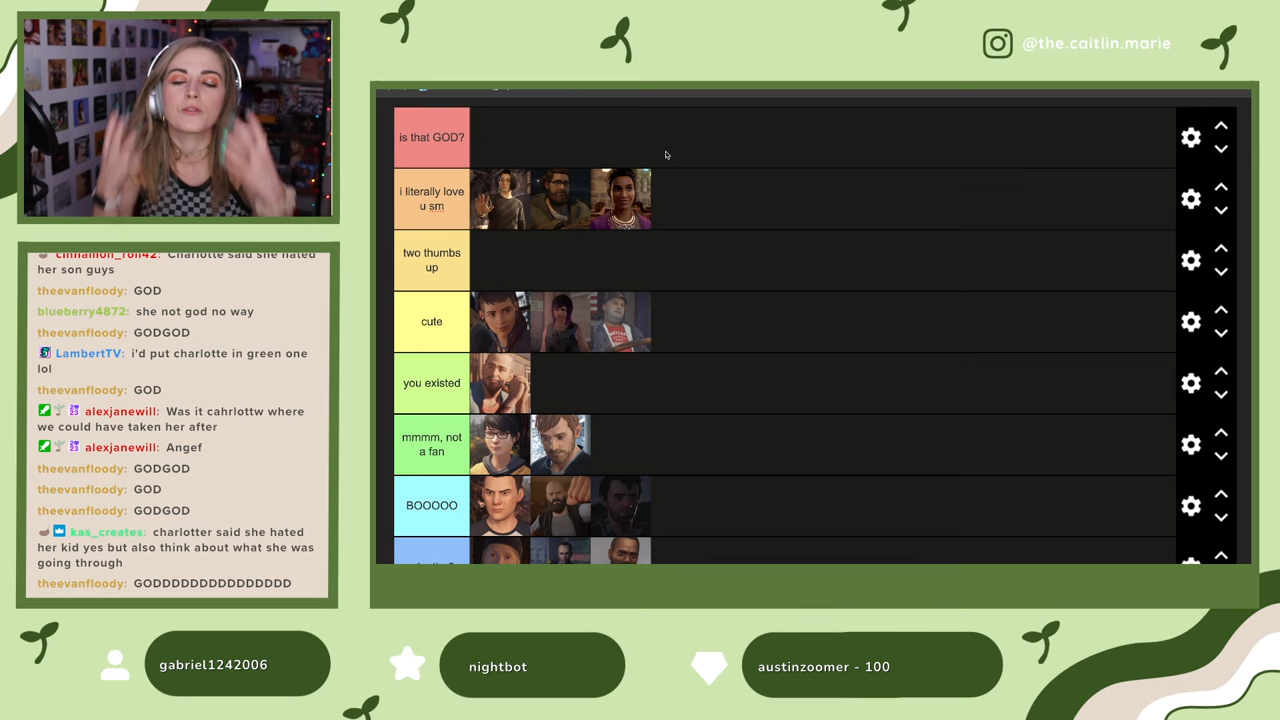 @the.caitlin.marie
cinnamon_roll42: Charlotte said she hated
her son guys
theevanfloody: GOD
blueberry4872: she not god no way
theevanfloody: GODGOD
LambertTV: i'd put charlotte in green one
lol
theevanfloody: GOD
alexjanewill: Was it cahrlottw where
we could have taken her after
alexjanewill: Angef
theevanfloody: GODGOD
theevanfloody: GOD
theevanfloody: GODGOD
kas_creates: charlotter said she hated
her kid yes but also think about what she was
going through
theevanfloody: GODDDDDDDDDDDDDDDD
is that GOD?
i literally love
u sm
two thumbs
up
cute
you existed
mmmm, not
a fan
BOOOOO
gabriel1242006
nightbot
austinzoomer - 100